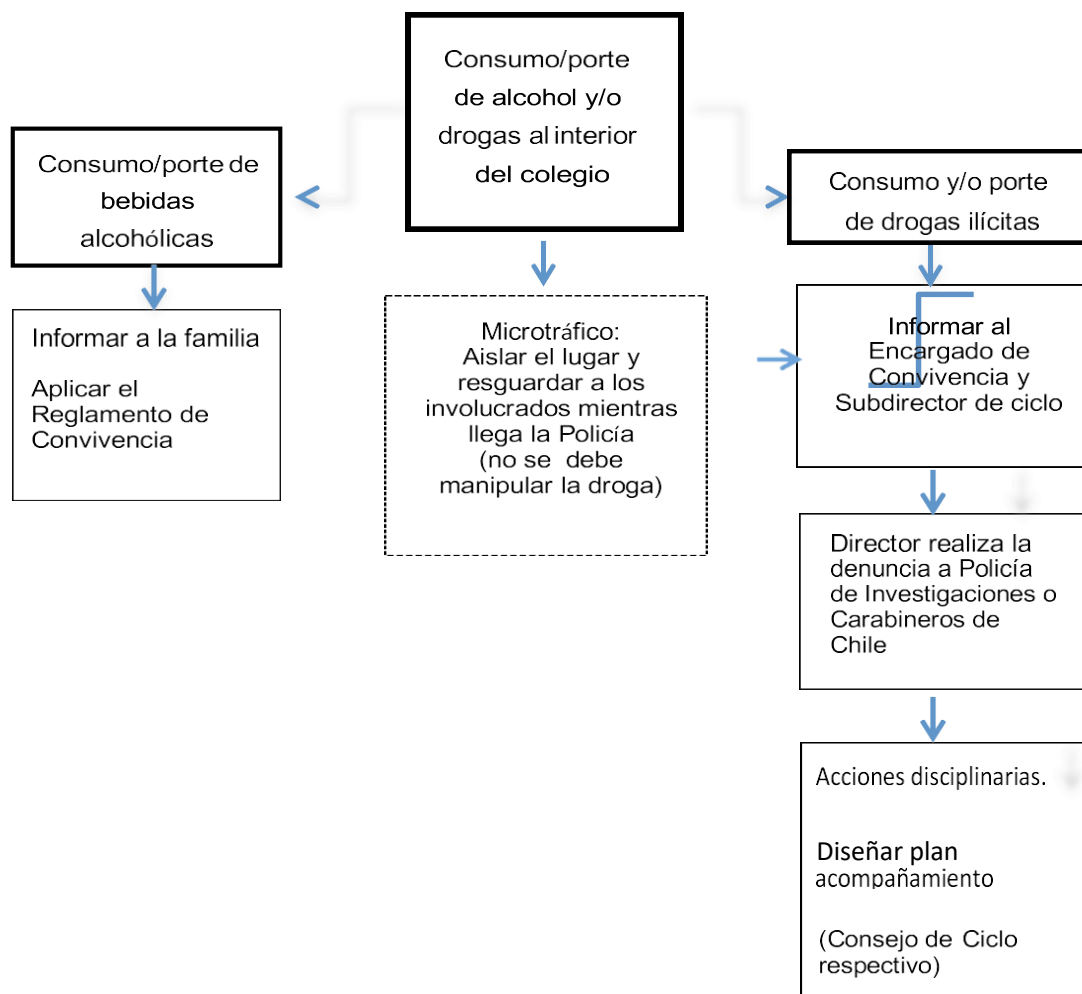 Consumo/porte
de alcohol y/o
drogas al interior
del colegio
Consumo/porte de
bebidas
alcohólicas
Consumo y/o porte
de drogas ilícitas
Informar a la familia
Aplicar el
Reglamento de
Convivencia
Microtráfico:
Aislar el lugar y
resguardar a los
involucrados mientras
llega la Policía
(no se debe
manipular la droga)
Informar al
Encargado de
Convivencia y
Subdirector de ciclo
Director realiza la
denuncia a Policía
de Investigaciones o
Carabineros de
Chile
Acciones disciplinarias.
Diseñar plan
acompañamiento
(Consejo de Ciclo
respectivo)